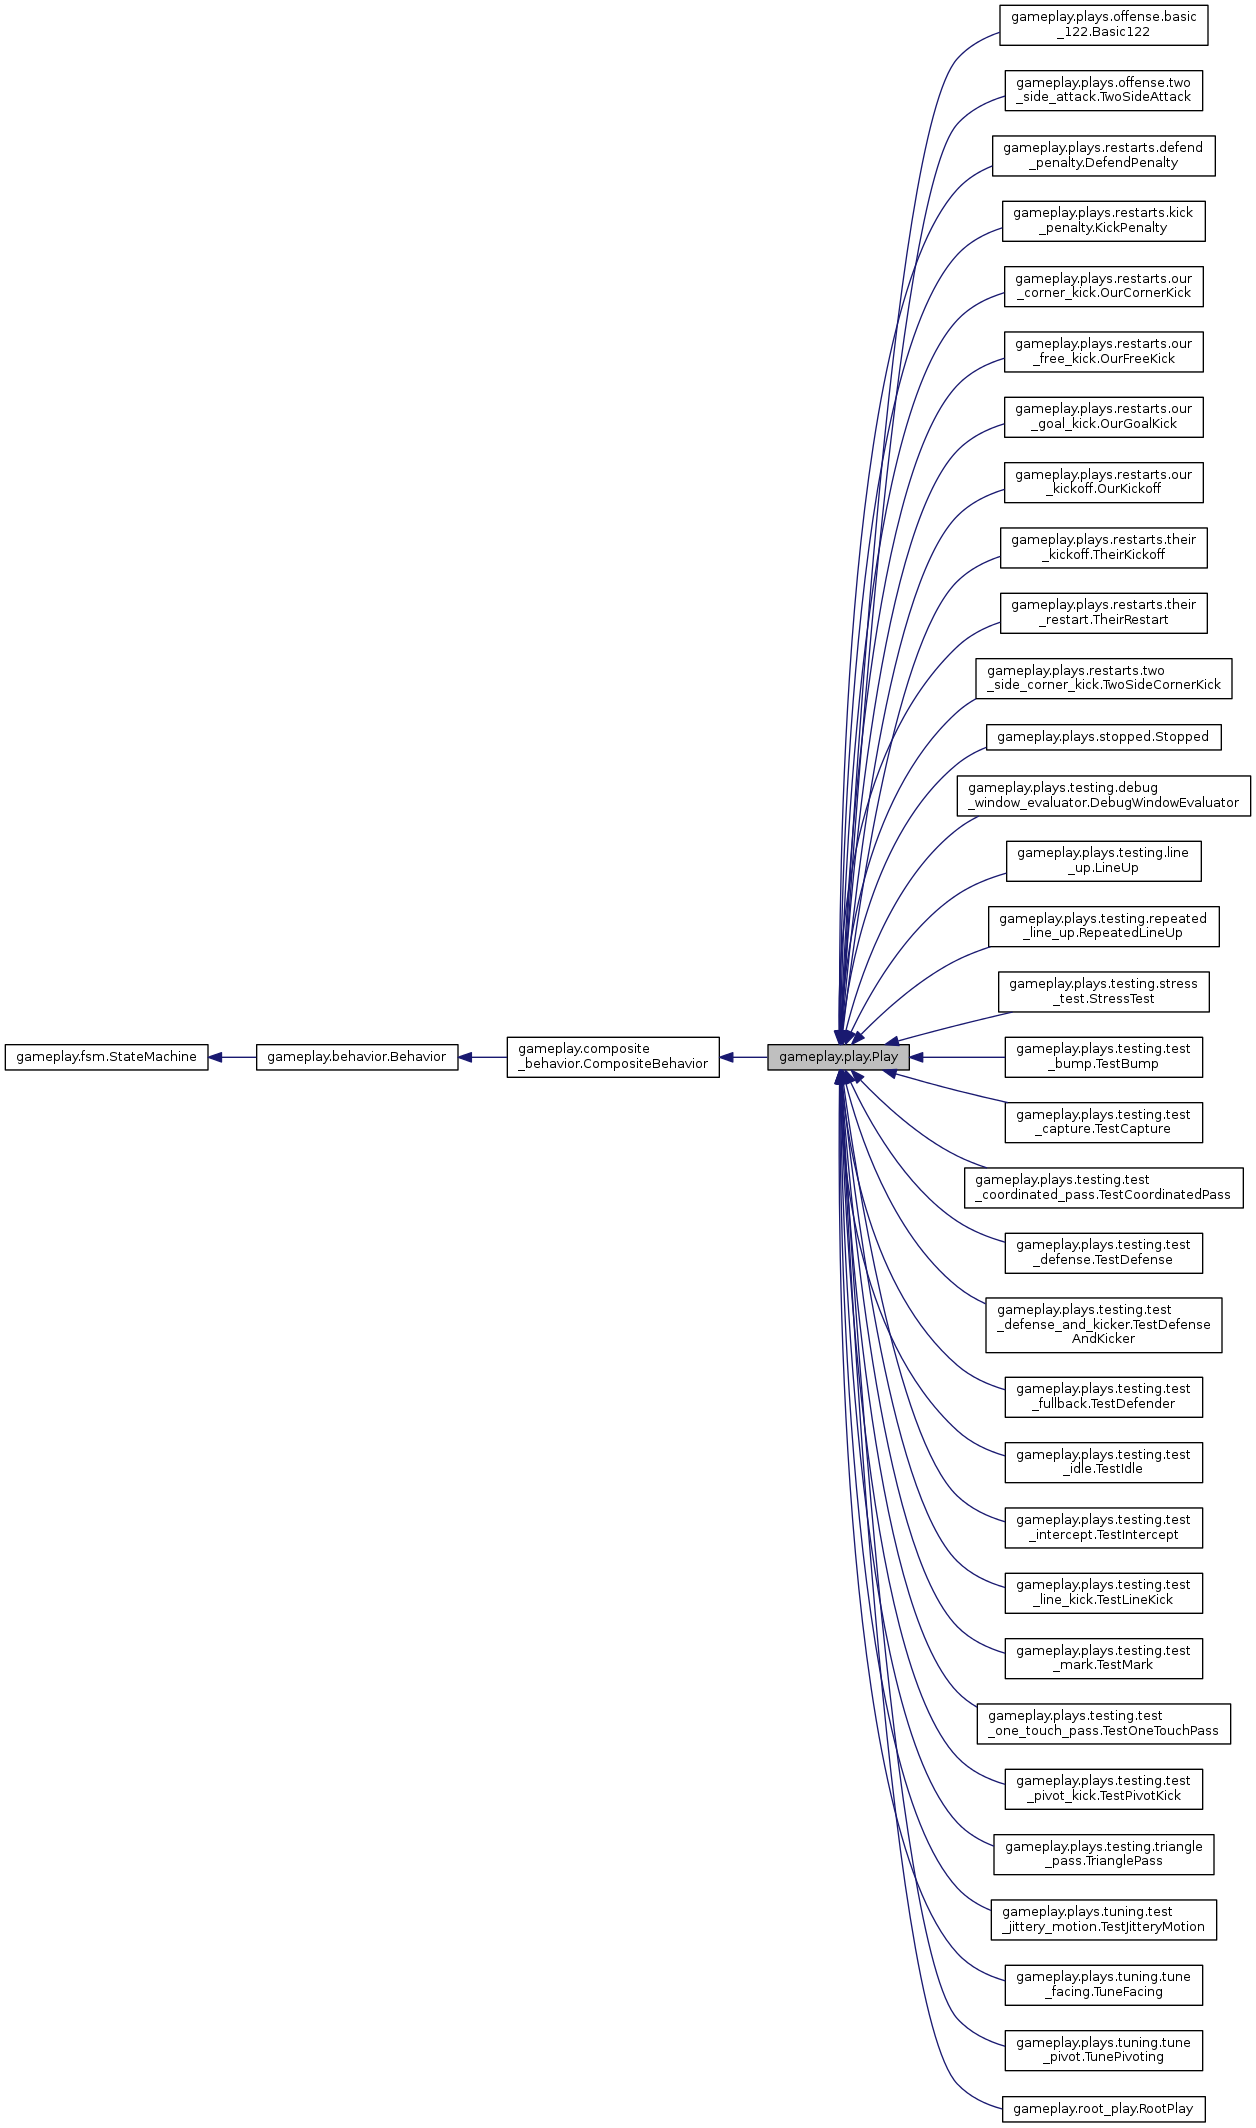 gameplay.plays.offense.basic
_122.Basic122
gameplay.plays.offense.two
_side_attack.TwoSideAttack
gameplay.plays.restarts.defend
_penalty.DefendPenalty
gameplay.plays.restarts.kick
_penalty.KickPenalty
gameplay.plays.restarts.our
_corner_kick.OurCornerKick
gameplay.plays.restarts.our
_free_kick.OurFreeKick
gameplay.plays.restarts.our
_goal_kick.OurGoalKick
gameplay.plays.restarts.our
_kickoff.OurKickoff
gameplay.plays.restarts.their
_kickoff.TheirKickoff
gameplay.plays.restarts.their
_restart.TheirRestart
gameplay.plays.restarts.two
_side_corner_kick.TwoSideCornerKick
gameplay.plays.stopped.Stopped
gameplay.plays.testing.debug
_window_evaluator.DebugWindowEvaluator
gameplay.plays.testing.line
_up.LineUp
gameplay.plays.testing.repeated
_line_up.RepeatedLineUp
gameplay.plays.testing.stress
_test.StressTest
gameplay.fsm.StateMachine
gameplay.behavior.Behavior
gameplay.composite
_behavior.CompositeBehavior
gameplay.play.Play
gameplay.plays.testing.test
_bump.TestBump
gameplay.plays.testing.test
_capture.TestCapture
gameplay.plays.testing.test
_coordinated_pass.TestCoordinatedPass
gameplay.plays.testing.test
_defense.TestDefense
gameplay.plays.testing.test
_defense_and_kicker.TestDefense
AndKicker
gameplay.plays.testing.test
_fullback.TestDefender
gameplay.plays.testing.test
_idle.TestIdle
gameplay.plays.testing.test
_intercept.TestIntercept
gameplay.plays.testing.test
_line_kick.TestLineKick
gameplay.plays.testing.test
_mark.TestMark
gameplay.plays.testing.test
_one_touch_pass.TestOneTouchPass
gameplay.plays.testing.test
_pivot_kick.TestPivotKick
gameplay.plays.testing.triangle
_pass.TrianglePass
gameplay.plays.tuning.test
_jittery_motion.TestJitteryMotion
gameplay.plays.tuning.tune
_facing.TuneFacing
gameplay.plays.tuning.tune
_pivot.TunePivoting
gameplay.root_play.RootPlay